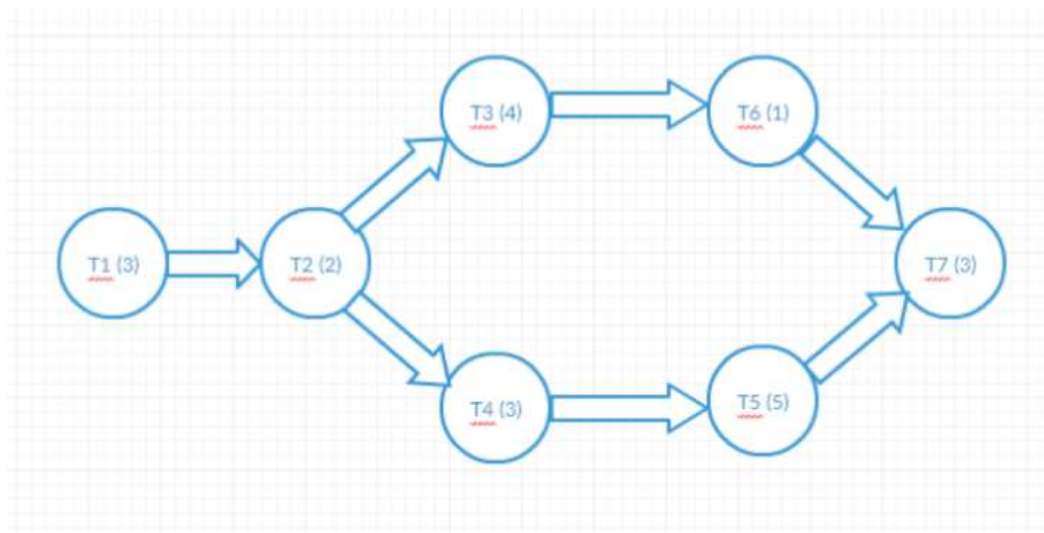 T3 (4)
T6 (1)
T1 (3)
T2 (2)
T7 (3)
T4 (3)
T5 (5)